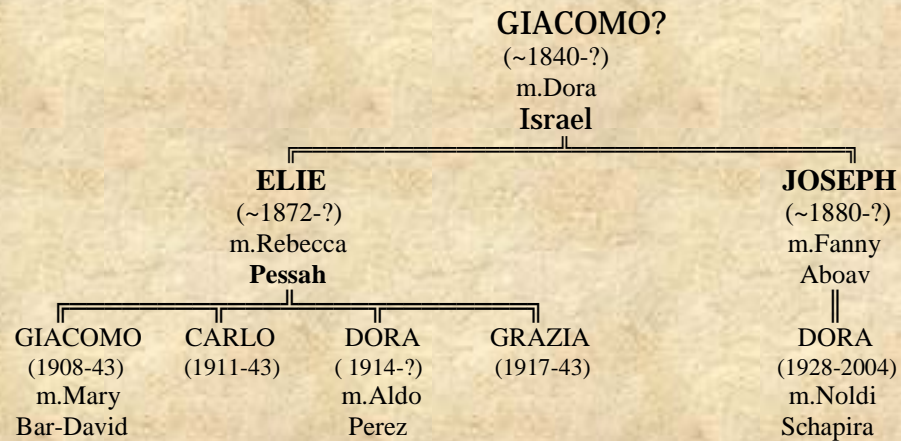 GIACOMO?
(~1840-?)
m.Dora
Israel
ELIE JOSEPH
(~1872-?) (~1880-?)
m.Rebecca m.Fanny
Pessah Aboav
GIACOMO CARLO DORA GRAZIA DORA
(1908-43) (1911-43) ( 1914-?) (1917-43) (1928-2004)
m.Mary m.Aldo m.Noldi
Bar-David Perez Schapira